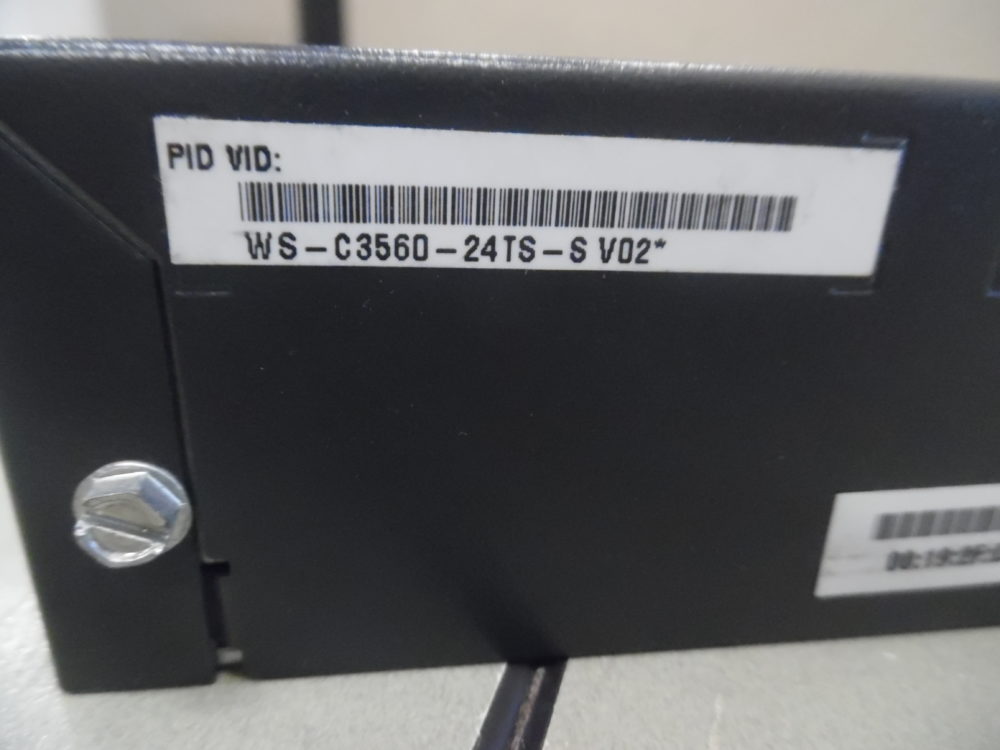 PID VID:
WS-C3560-24TS-S V02*